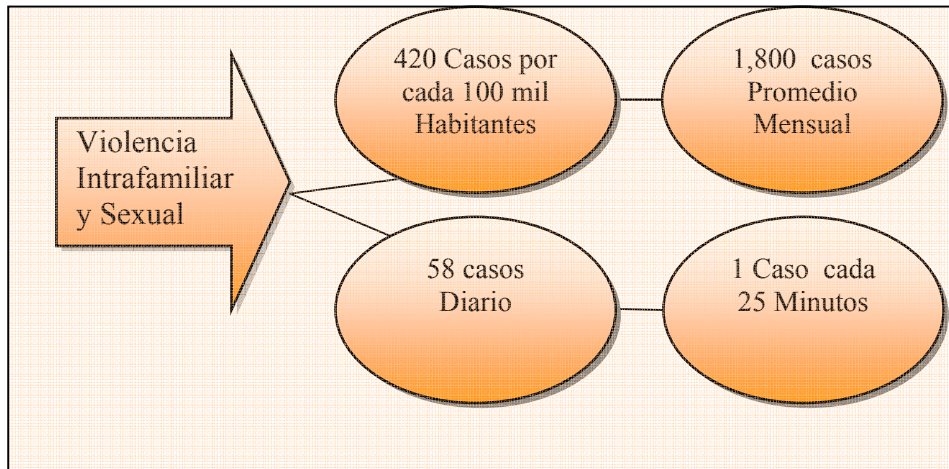 Violencia
Intrafamiliar
y Sexual
420 Casos por
cada 100 mil
Habitantes
1,800 casos
Promedio
Mensual
58 casos
Diario
1 Caso cada
25 Minutos